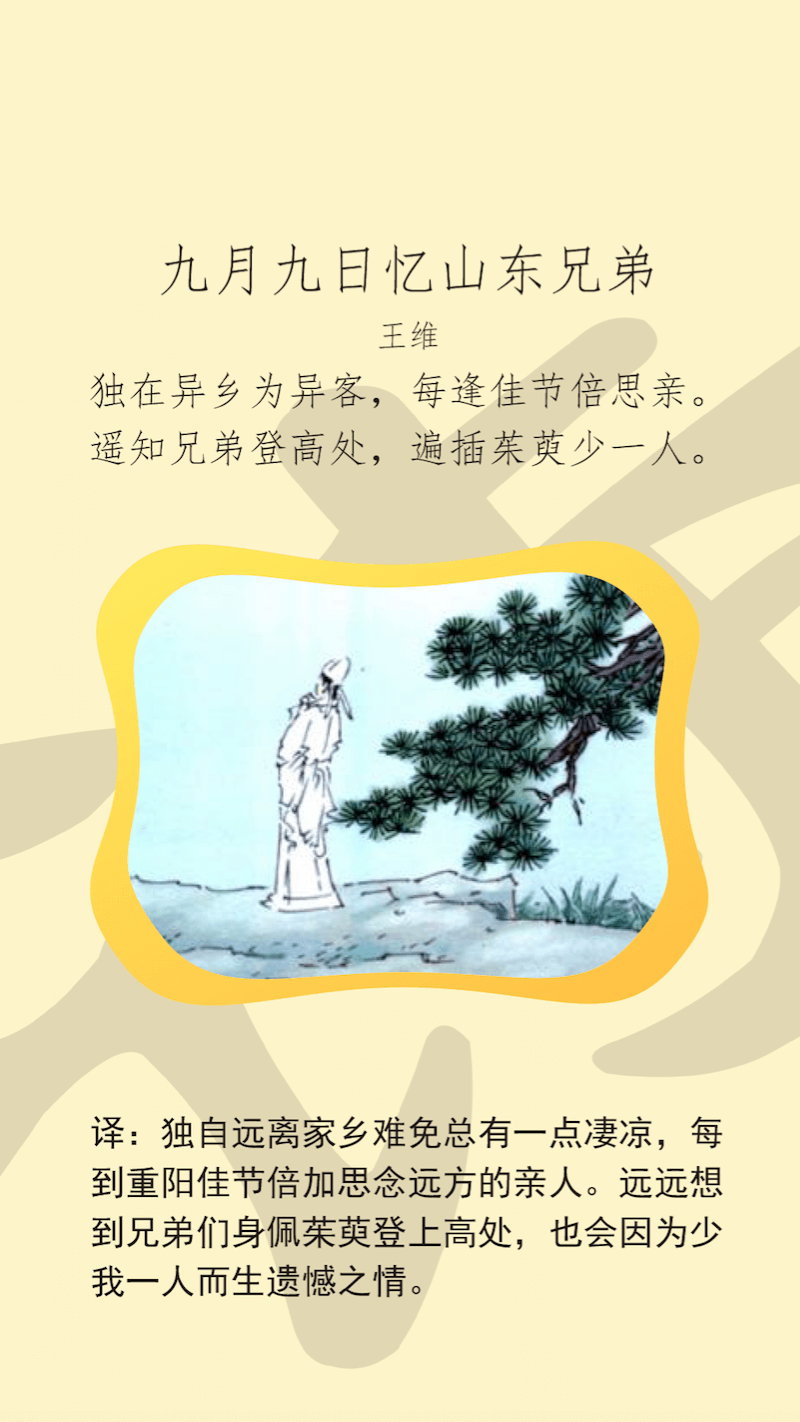 九月九日忆山东兄弟
王维
独在异乡为异客，每逢佳节倍思亲。
遥知兄弟登高处，遍插茱萸少一人。
译：独自远离家乡难免总有一点凄凉，每
到重阳佳节倍加思念远方的亲人。远远想
到兄弟们身佩茱萸登上高处，也会因为少
我一人而生遗憾之情。